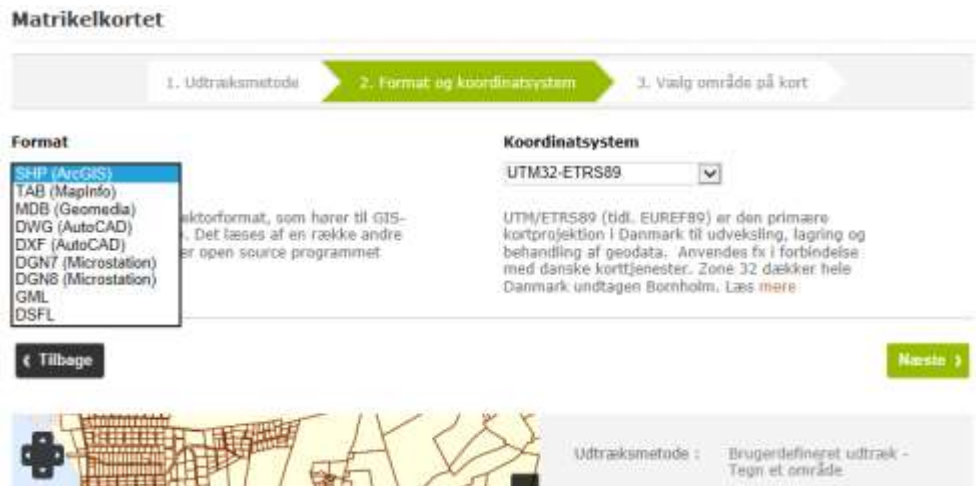 Matrikelkortet
1. Udtræksmetode
2. Format og koordinatsystem
3. Vælg område på kort
Format
SHP (ArcGIS)
TAB (MapInfo)
MDB (Geomedia)
DWG (AutoCAD)
DXF (AutoCAD)
DGN7 (Microstation)
DGN8 (Microstation)
GML
DSFL
ektorformat, som hører til GIS-
. Det læses af en række andre
er open source programmet
Koordinatsystem
UTM32-ETRS89
UTM/ETRS89 (tidl. EUREF89) er den primære
kortprojektion i Danmark til udveksling, lagring og
behandling af geodata. Anvendes fx i forbindelse
med danske korttjenester. Zone 32 dækker hele
Danmark undtagen Bornholm. Læs mere
Tilbage
Næste
Udtræksmetode :
Brugerdefineret udtræk -
Tegn et område